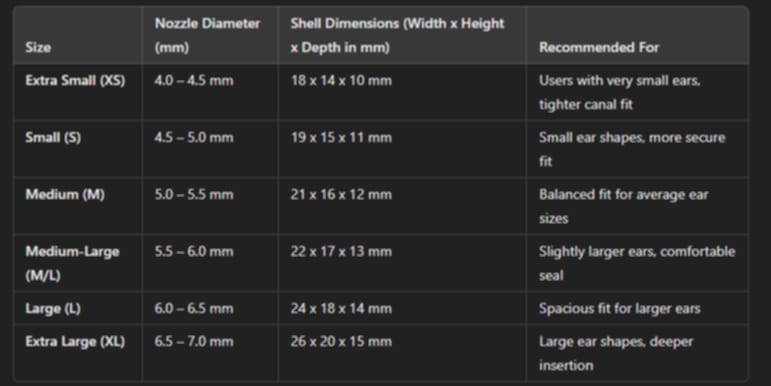 Size | Nozzle Diameter (mm) | Shell Dimensions (Width x Height x Depth in mm) | Recommended For
Extra Small (XS) | 4.0 – 4.5 mm | 18 x 14 x 10 mm | Users with very small ears, tighter canal fit
Small (S) | 4.5 – 5.0 mm | 19 x 15 x 11 mm | Small ear shapes, more secure fit
Medium (M) | 5.0 – 5.5 mm | 21 x 16 x 12 mm | Balanced fit for average ear sizes
Medium-Large (M/L) | 5.5 – 6.0 mm | 22 x 17 x 13 mm | Slightly larger ears, comfortable seal
Large (L) | 6.0 – 6.5 mm | 24 x 18 x 14 mm | Spacious fit for larger ears
Extra Large (XL) | 6.5 – 7.0 mm | 26 x 20 x 15 mm | Large ear shapes, deeper insertion